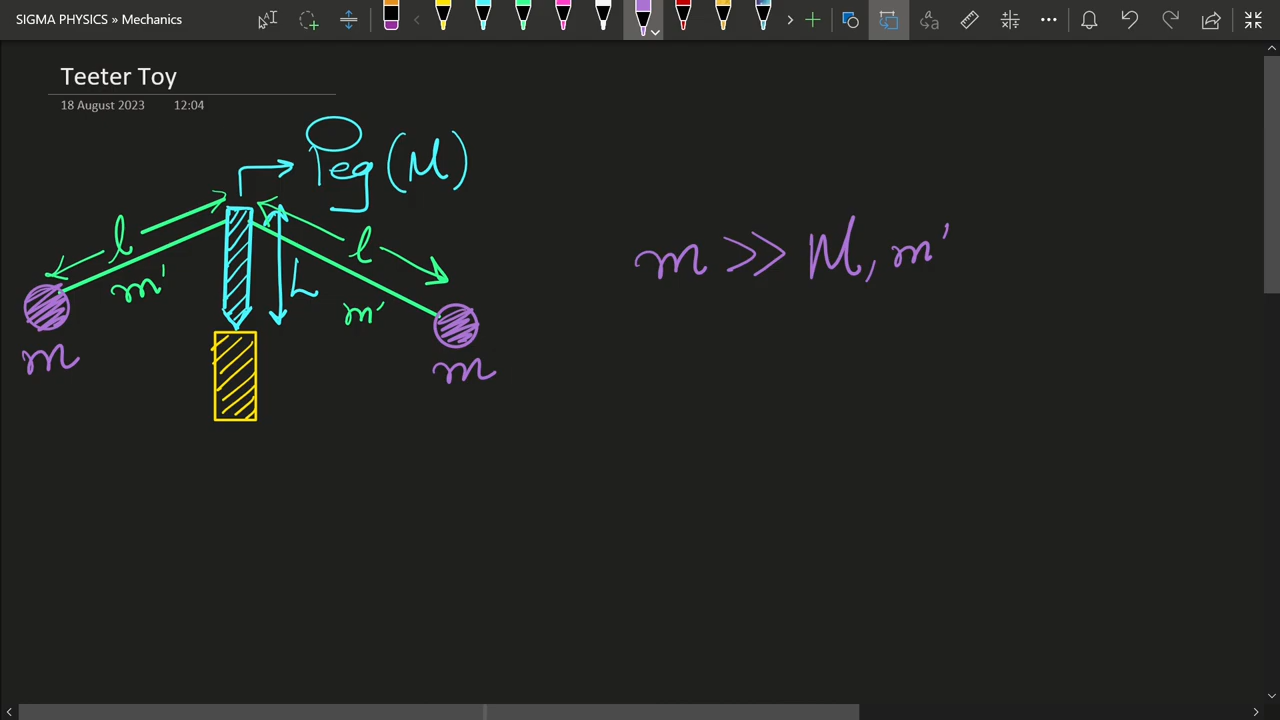 SIGMA PHYSICS » Mechanics
Teeter Toy
18 August 2023 12:04
Peg (M)
l
l
m'
L
m'
m
m
m >> M, m'